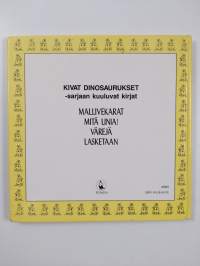 KIVAT DINOSAURUKSET
-sarjaan kuuluvat kirjat
MALLIVEKARAT
MITÄ UNIA!
VÄREJÄ
LASKETAAN